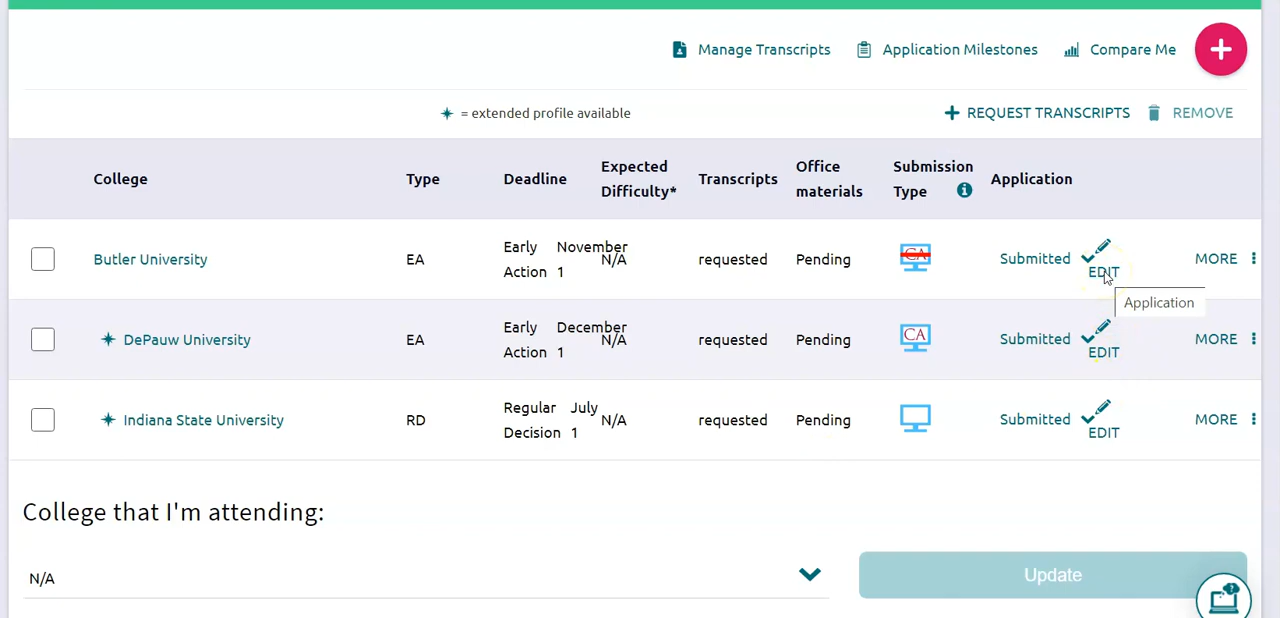 Manage Transcripts Application Milestones Compare Me
= extended profile available
REQUEST TRANSCRIPTS REMOVE
College Type Deadline Expected Difficulty* Transcripts Office materials Submission Type Application
Butler University EA Early Action November 1 N/A requested Pending CA Submitted EDIT MORE
Application
DePauw University EA Early Action December 1 N/A requested Pending CA Submitted EDIT MORE
Indiana State University RD Regular Decision July 1 N/A requested Pending Submitted EDIT MORE
College that I'm attending:
N/A Update